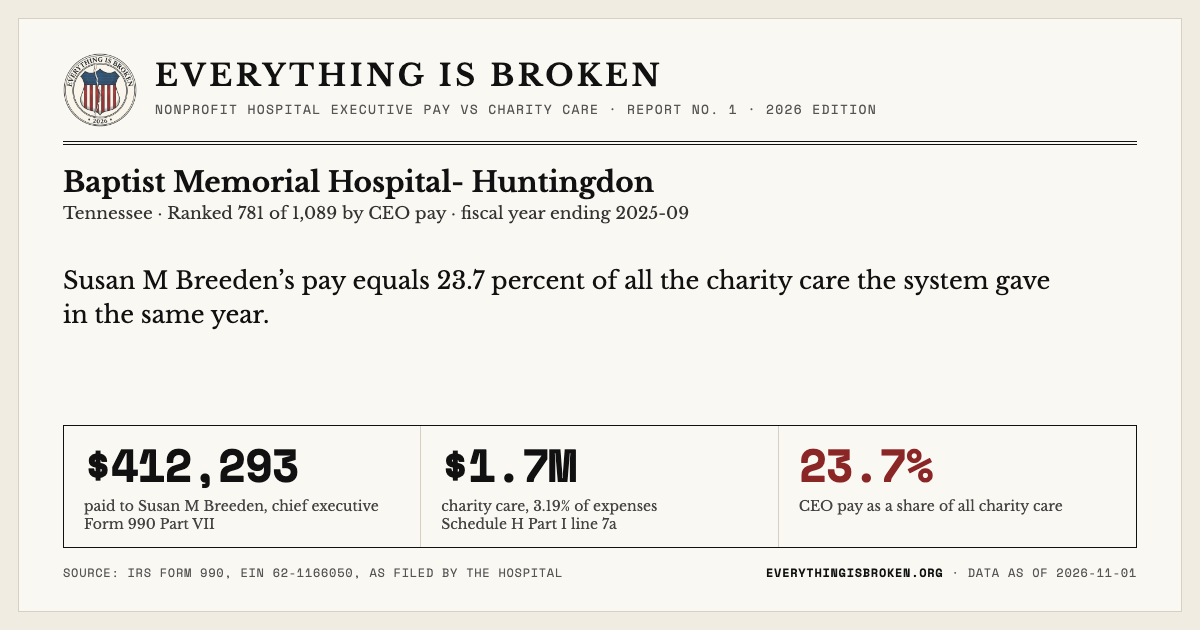 EVERYTHING IS BROKEN
2026
EVERYTHING IS BROKEN
NONPROFIT HOSPITAL EXECUTIVE PAY VS CHARITY CARE · REPORT NO. 1 · 2026 EDITION
Baptist Memorial Hospital- Huntingdon
Tennessee · Ranked 781 of 1,089 by CEO pay · fiscal year ending 2025-09
Susan M Breeden’s pay equals 23.7 percent of all the charity care the system gave
in the same year.
$412,293
paid to Susan M Breeden, chief executive
Form 990 Part VII
$1.7M
charity care, 3.19% of expenses
Schedule H Part I line 7a
23.7%
CEO pay as a share of all charity care
SOURCE: IRS FORM 990, EIN 62-1166050, AS FILED BY THE HOSPITAL
EVERYTHINGISBROKEN.ORG · DATA AS OF 2026-11-01